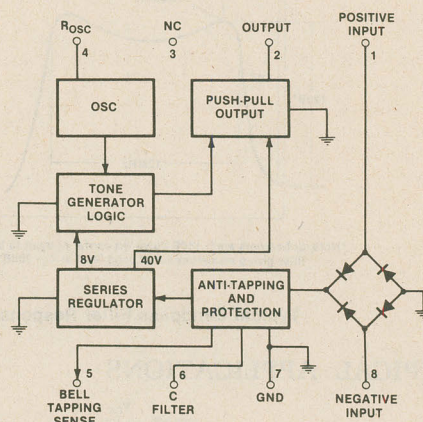 ROSC
4
NC
3
OUTPUT
2
POSITIVE
INPUT
1
OSC
PUSH-PULL
OUTPUT
TONE
GENERATOR
LOGIC
8V
40V
SERIES
REGULATOR
ANTI-TAPPING
AND
PROTECTION
5
BELL
TAPPING
SENSE
6
C
FILTER
7
GND
8
NEGATIVE
INPUT